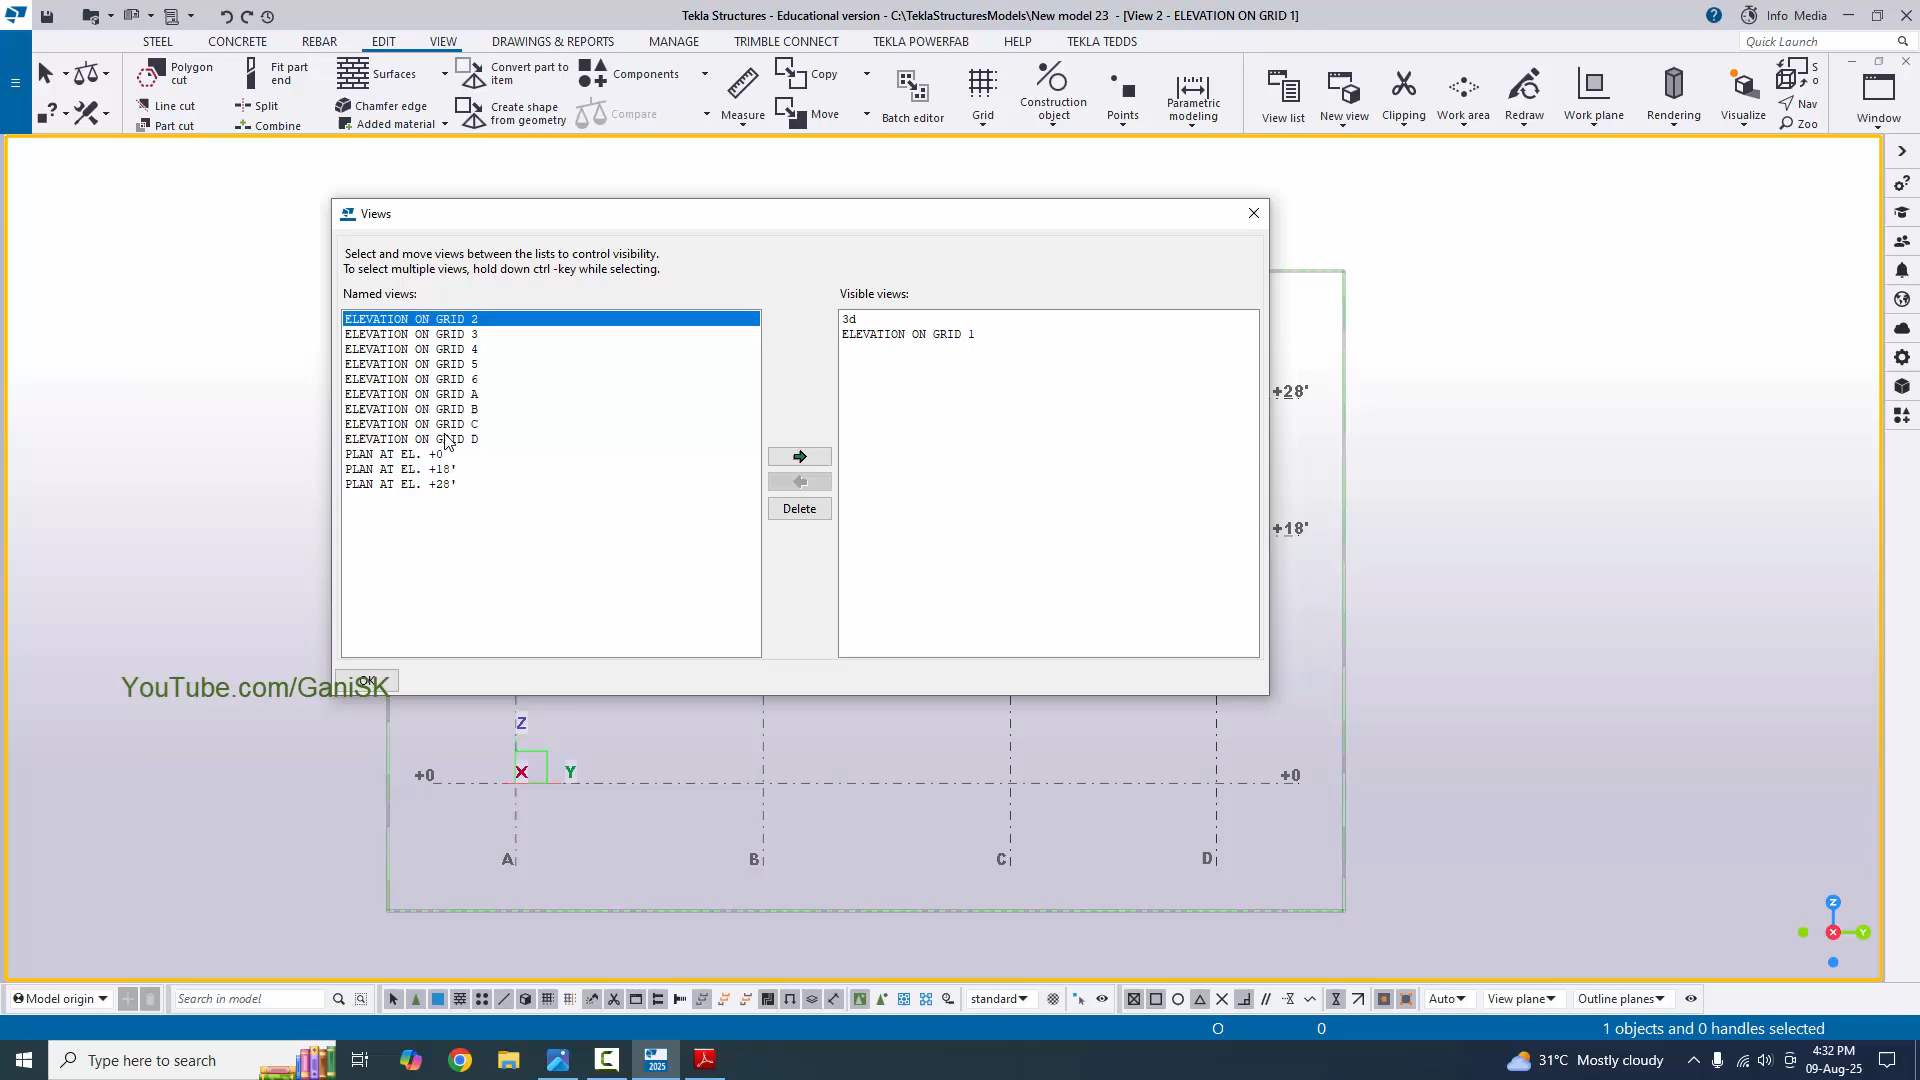 Tekla Structures - Educational version - C:\TeklaStructuresModels\New model 23 - [View 2 - ELEVATION ON GRID 1]
Info Media
STEEL CONCRETE REBAR EDIT VIEW DRAWINGS & REPORTS MANAGE TRIMBLE CONNECT TEKLA POWERFAB HELP TEKLA TEDDS
Quick Launch
Polygon cut
Fit part end
Surfaces
Convert part to item
Components
Copy
Line cut
Split
Chamfer edge
Create shape from geometry
Compare
Measure
Move
Part cut
Combine
Added material
Batch editor
Grid
Construction object
Points
Parametric modeling
View list
New view
Clipping
Work area
Redraw
Work plane
Rendering
Visualize
Nav
Zoo
Window
Views
Select and move views between the lists to control visibility.
To select multiple views, hold down ctrl -key while selecting.
Named views:
ELEVATION ON GRID 2
ELEVATION ON GRID 3
ELEVATION ON GRID 4
ELEVATION ON GRID 5
ELEVATION ON GRID 6
ELEVATION ON GRID A
ELEVATION ON GRID B
ELEVATION ON GRID C
ELEVATION ON GRID D
PLAN AT EL. +0
PLAN AT EL. +18'
PLAN AT EL. +28'
Delete
Visible views:
3d
ELEVATION ON GRID 1
OK
YouTube.com/GaniSK
+28'
+18'
Z
X Y
+0 +0
A B C D
Z
X Y
Model origin
Search in model
standard
Auto
View plane
Outline planes
O 0
1 objects and 0 handles selected
Type here to search
2025
31°C Mostly cloudy
4:32 PM
09-Aug-25